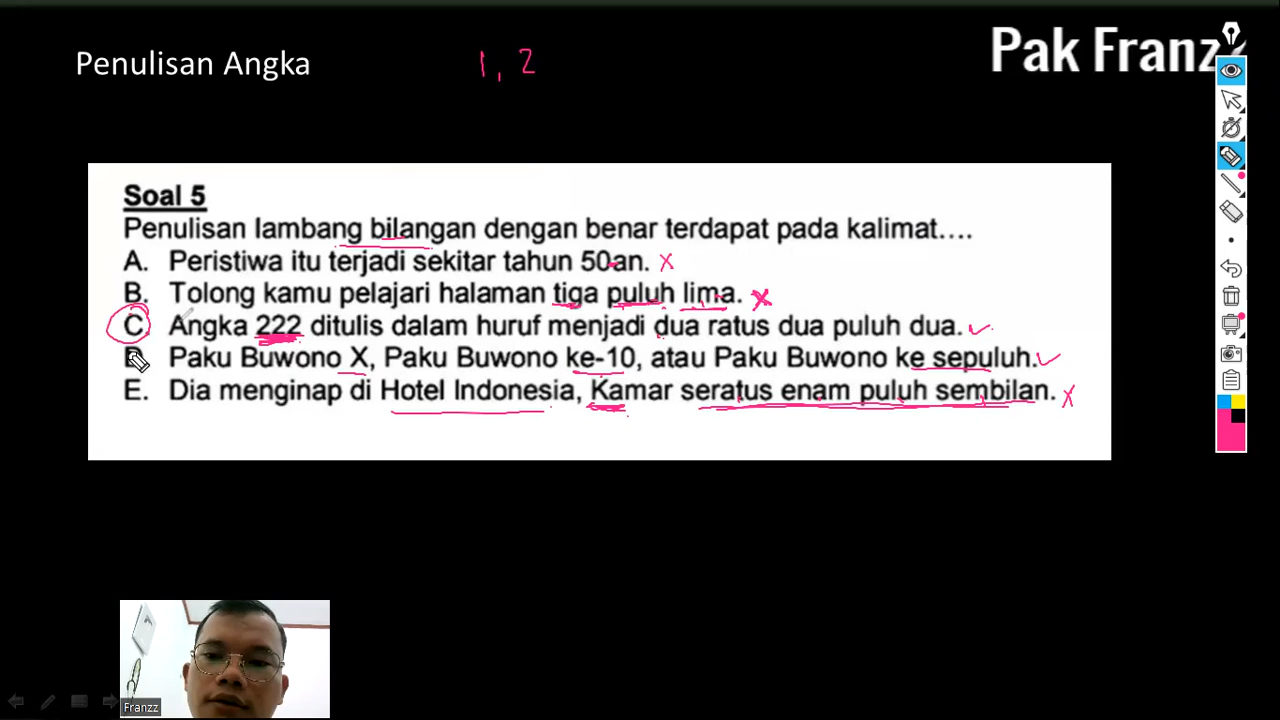 Penulisan Angka
1, 2
Pak Franz
Soal 5
Penulisan lambang bilangan dengan benar terdapat pada kalimat….
A. Peristiwa itu terjadi sekitar tahun 50-an. x
B. Tolong kamu pelajari halaman tiga puluh lima. x
C Angka 222 ditulis dalam huruf menjadi dua ratus dua puluh dua. ✓
Paku Buwono X, Paku Buwono ke-10, atau Paku Buwono ke sepuluh. ✓
E. Dia menginap di Hotel Indonesia, Kamar seratus enam puluh sembilan. x
Franzz